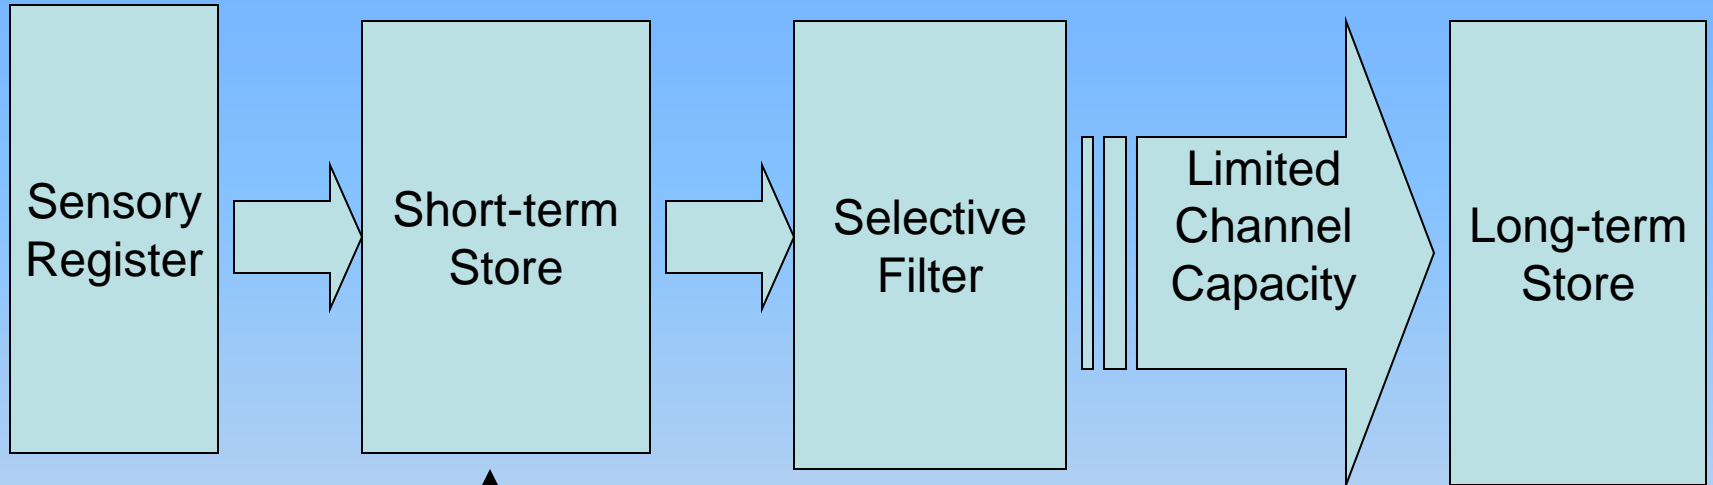 Sensory
Register
Short-term
Store
Selective
Filter
Limited
Channel
Capacity
Long-term
Store